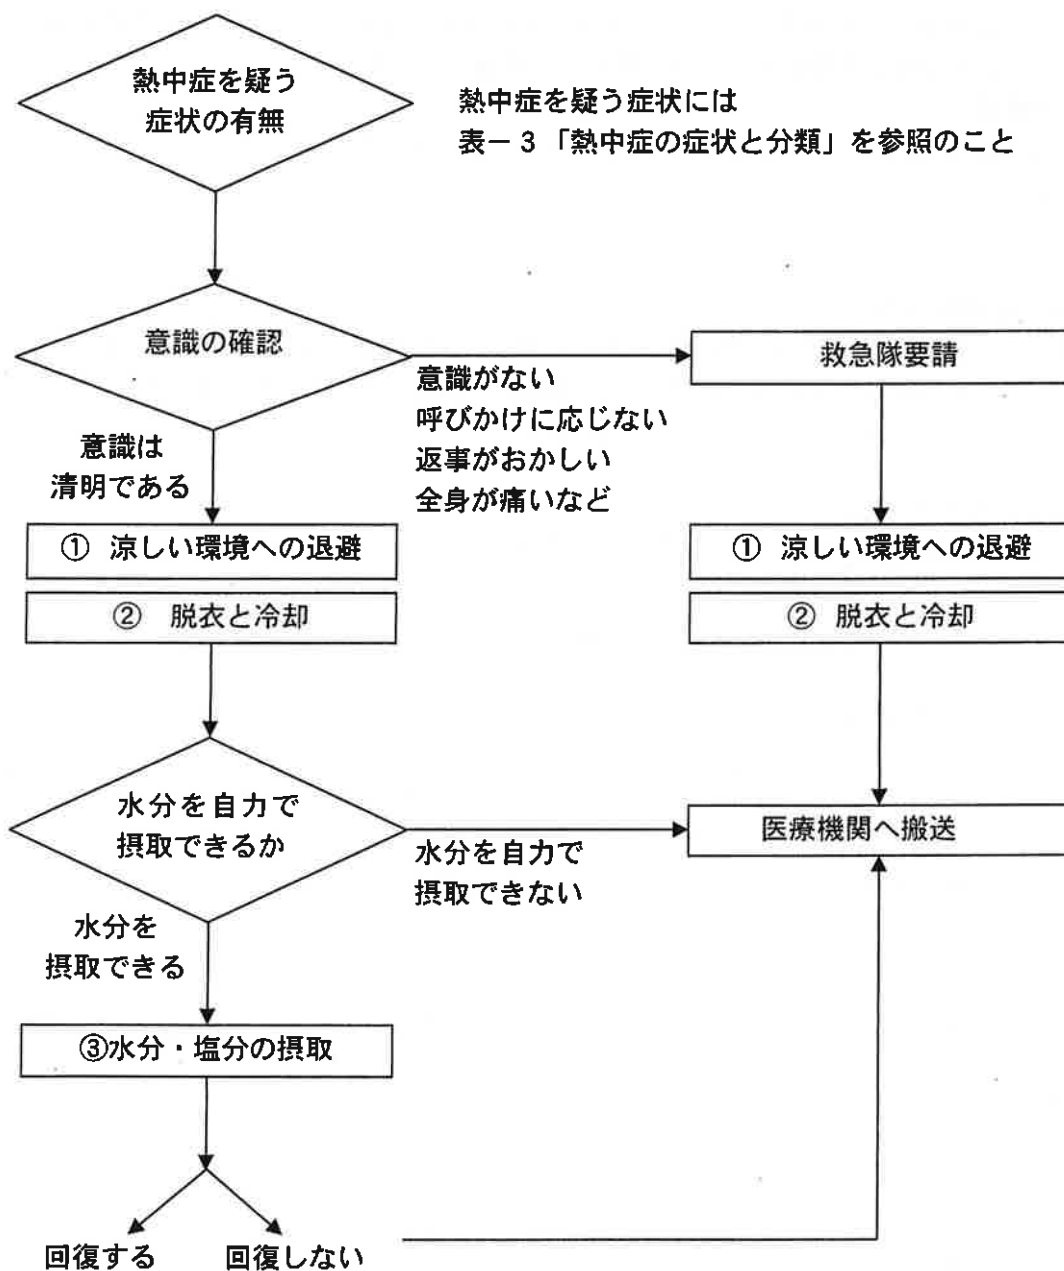 熱中症を疑う
症状の有無
熱中症を疑う症状には
表－3「熱中症の症状と分類」を参照のこと
意識の確認
救急隊要請
意識がない
呼びかけに応じない
返事がおかしい
全身が痛いなど
意識は
清明である
① 涼しい環境への退避
① 涼しい環境への退避
② 脱衣と冷却
② 脱衣と冷却
水分を自力で
摂取できるか
医療機関へ搬送
水分を自力で
摂取できない
水分を
摂取できる
③水分・塩分の摂取
回復する
回復しない